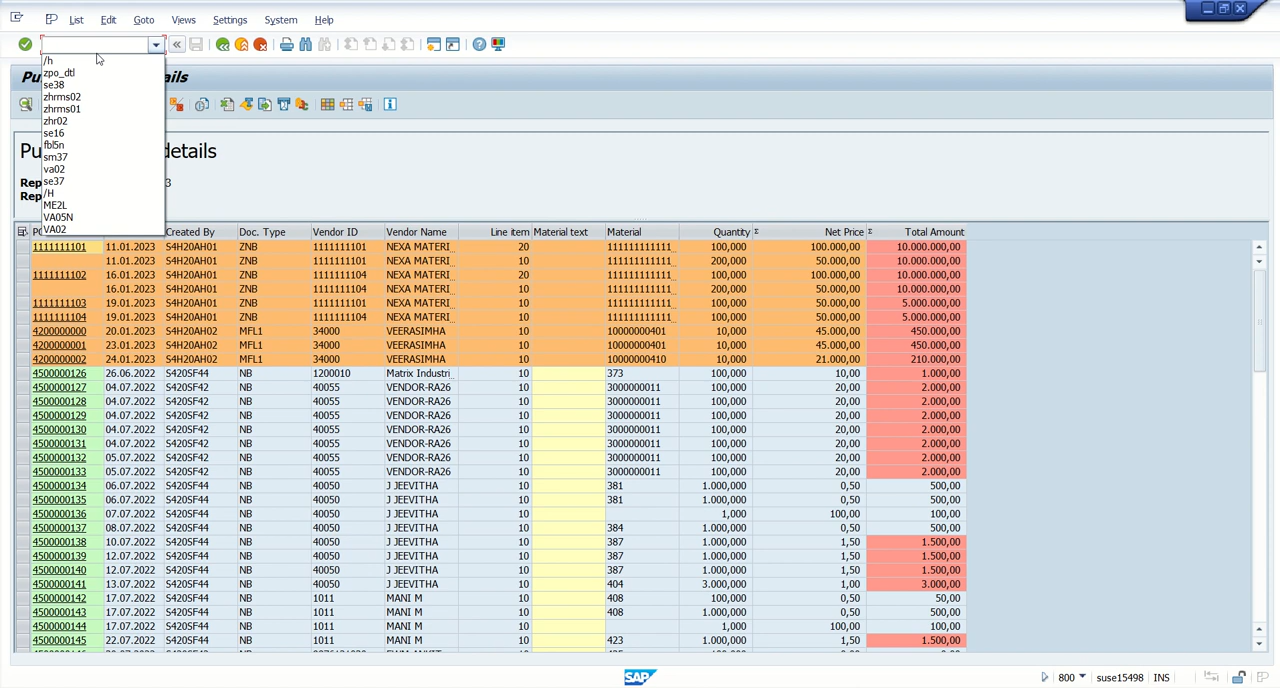 List Edit Goto Views Settings System Help
/h
zpo_dtl
se38
zhrms02
zhrms01
zhr02
se16
fbl5n
sm37
va02
se37
/H
ME2L
VA05N
VA02
Created By Doc. Type Vendor ID Vendor Name Line item Material text Material Quantity Σ Net Price Σ Total Amount
1111111101 11.01.2023 S4H20AH01 ZNB 1111111101 NEXA MATERI... 20 111111111111... 100,000 100.000,00 10.000.000,00
11.01.2023 S4H20AH01 ZNB 1111111101 NEXA MATERI... 10 111111111111... 200,000 50.000,00 10.000.000,00
1111111102 16.01.2023 S4H20AH01 ZNB 1111111104 NEXA MATERI... 20 111111111111... 100,000 100.000,00 10.000.000,00
16.01.2023 S4H20AH01 ZNB 1111111104 NEXA MATERI... 10 111111111111... 200,000 50.000,00 10.000.000,00
1111111103 19.01.2023 S4H20AH01 ZNB 1111111101 NEXA MATERI... 10 111111111111... 100,000 50.000,00 5.000.000,00
1111111104 19.01.2023 S4H20AH01 ZNB 1111111104 NEXA MATERI... 10 111111111111... 100,000 50.000,00 5.000.000,00
4200000000 20.01.2023 S4H20AH02 MFL1 34000 VEERASIMHA 10 10000000401 10,000 45.000,00 450.000,00
4200000001 23.01.2023 S4H20AH02 MFL1 34000 VEERASIMHA 10 10000000401 10,000 45.000,00 450.000,00
4200000002 24.01.2023 S4H20AH02 MFL1 34000 VEERASIMHA 10 10000000410 10,000 21.000,00 210.000,00
4500000126 26.06.2022 S420SF44 NB 1200010 Matrix Industri... 10 373 100,000 10,00 1.000,00
4500000127 04.07.2022 S420SF42 NB 40055 VENDOR-RA26 10 3000000011 100,000 20,00 2.000,00
4500000128 04.07.2022 S420SF42 NB 40055 VENDOR-RA26 10 3000000011 100,000 20,00 2.000,00
4500000129 04.07.2022 S420SF42 NB 40055 VENDOR-RA26 10 3000000011 100,000 20,00 2.000,00
4500000130 04.07.2022 S420SF42 NB 40055 VENDOR-RA26 10 3000000011 100,000 20,00 2.000,00
4500000131 04.07.2022 S420SF42 NB 40055 VENDOR-RA26 10 3000000011 100,000 20,00 2.000,00
4500000132 05.07.2022 S420SF42 NB 40055 VENDOR-RA26 10 3000000011 100,000 20,00 2.000,00
4500000133 05.07.2022 S420SF42 NB 40055 VENDOR-RA26 10 3000000011 100,000 20,00 2.000,00
4500000134 06.07.2022 S420SF44 NB 40050 J JEEVITHA 10 381 1.000,000 0,50 500,00
4500000135 06.07.2022 S420SF44 NB 40050 J JEEVITHA 10 381 1.000,000 0,50 500,00
4500000136 07.07.2022 S420SF44 NB 40050 J JEEVITHA 10 1,000 100,00 100,00
4500000137 08.07.2022 S420SF44 NB 40050 J JEEVITHA 10 384 1.000,000 0,50 500,00
4500000138 10.07.2022 S420SF44 NB 40050 J JEEVITHA 10 387 1.000,000 1,50 1.500,00
4500000139 12.07.2022 S420SF44 NB 40050 J JEEVITHA 10 387 1.000,000 1,50 1.500,00
4500000140 12.07.2022 S420SF44 NB 40050 J JEEVITHA 10 387 1.000,000 1,50 1.500,00
4500000141 13.07.2022 S420SF44 NB 40050 J JEEVITHA 10 404 3.000,000 1,00 3.000,00
4500000142 17.07.2022 S420SF44 NB 1011 MANI M 10 408 100,000 0,50 50,00
4500000143 17.07.2022 S420SF44 NB 1011 MANI M 10 408 1.000,000 0,50 500,00
4500000144 17.07.2022 S420SF44 NB 1011 MANI M 10 1,000 100,00 100,00
4500000145 22.07.2022 S420SF44 NB 1011 MANI M 10 423 1.000,000 1,50 1.500,00
SAP 800 suse15498 INS